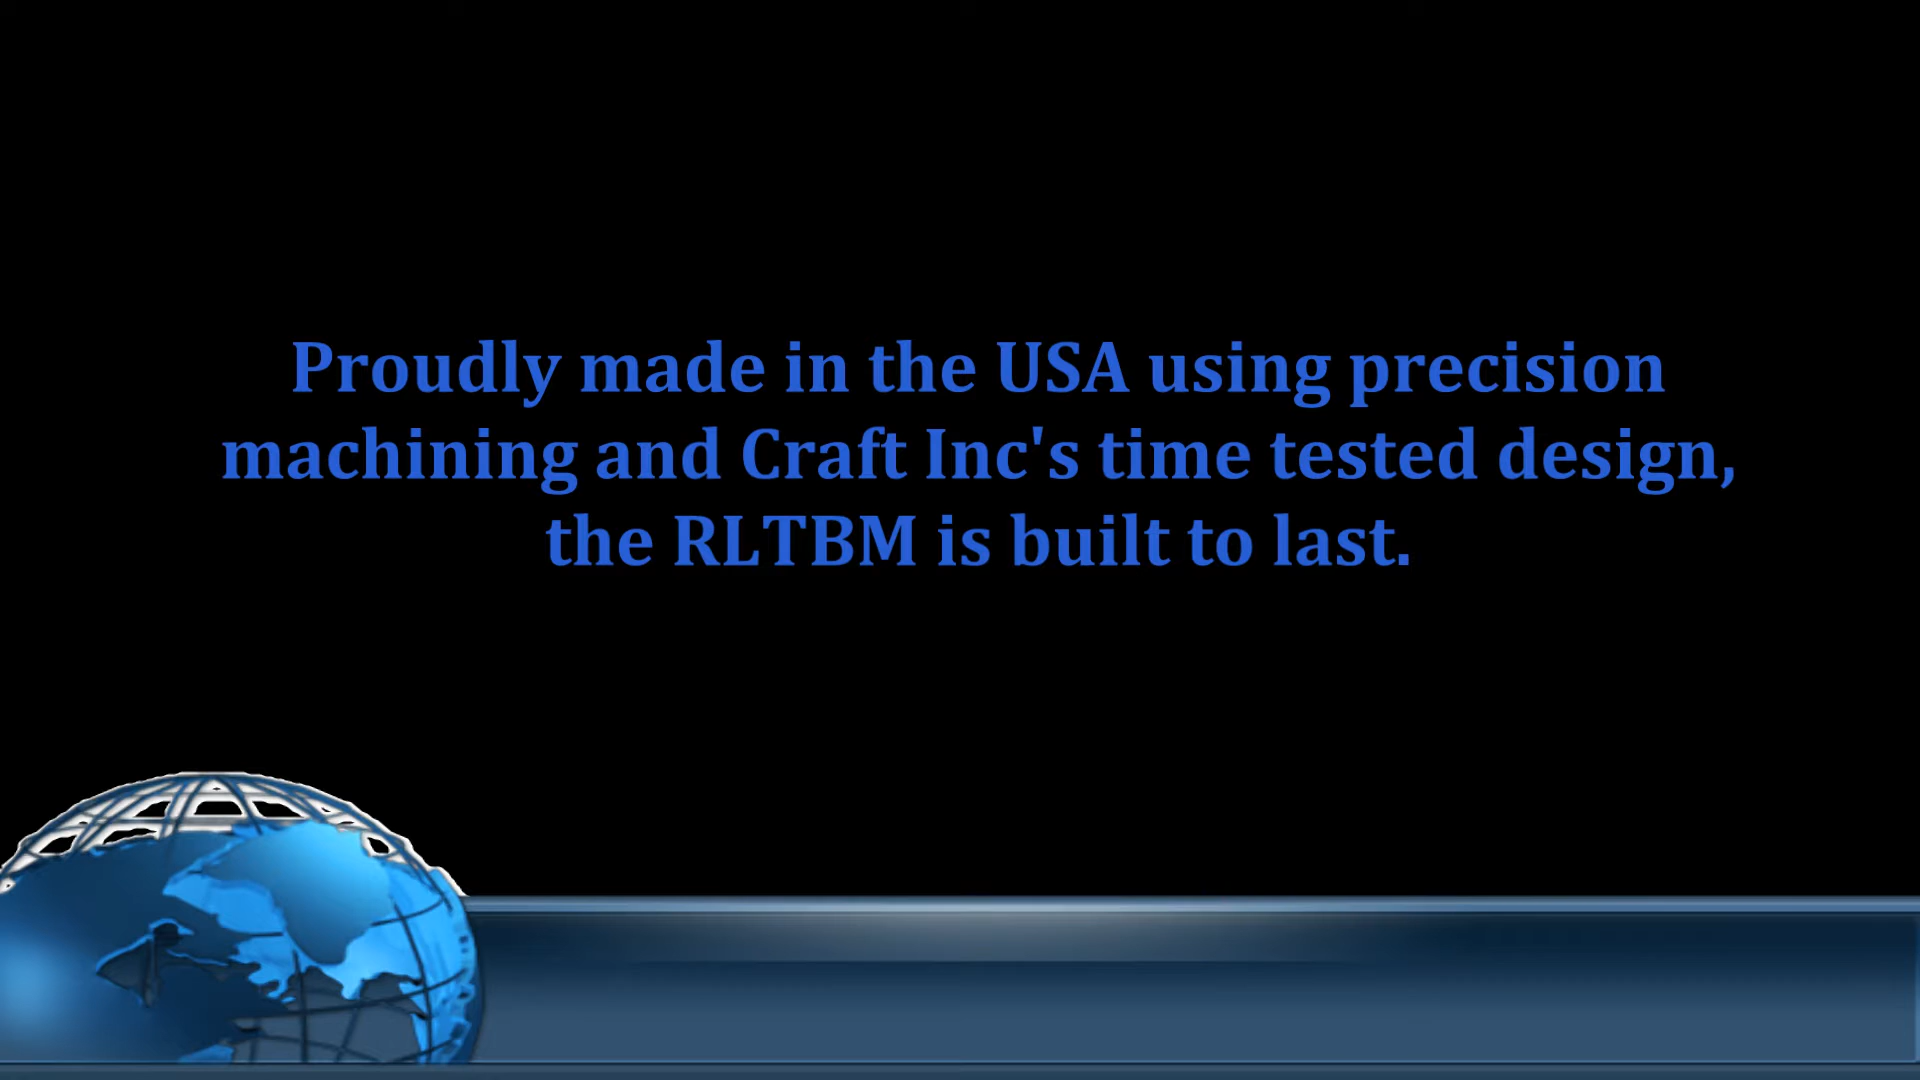 Proudly made in the USA using precision
machining and Craft Inc's time tested design,
the RLTBM is built to last.